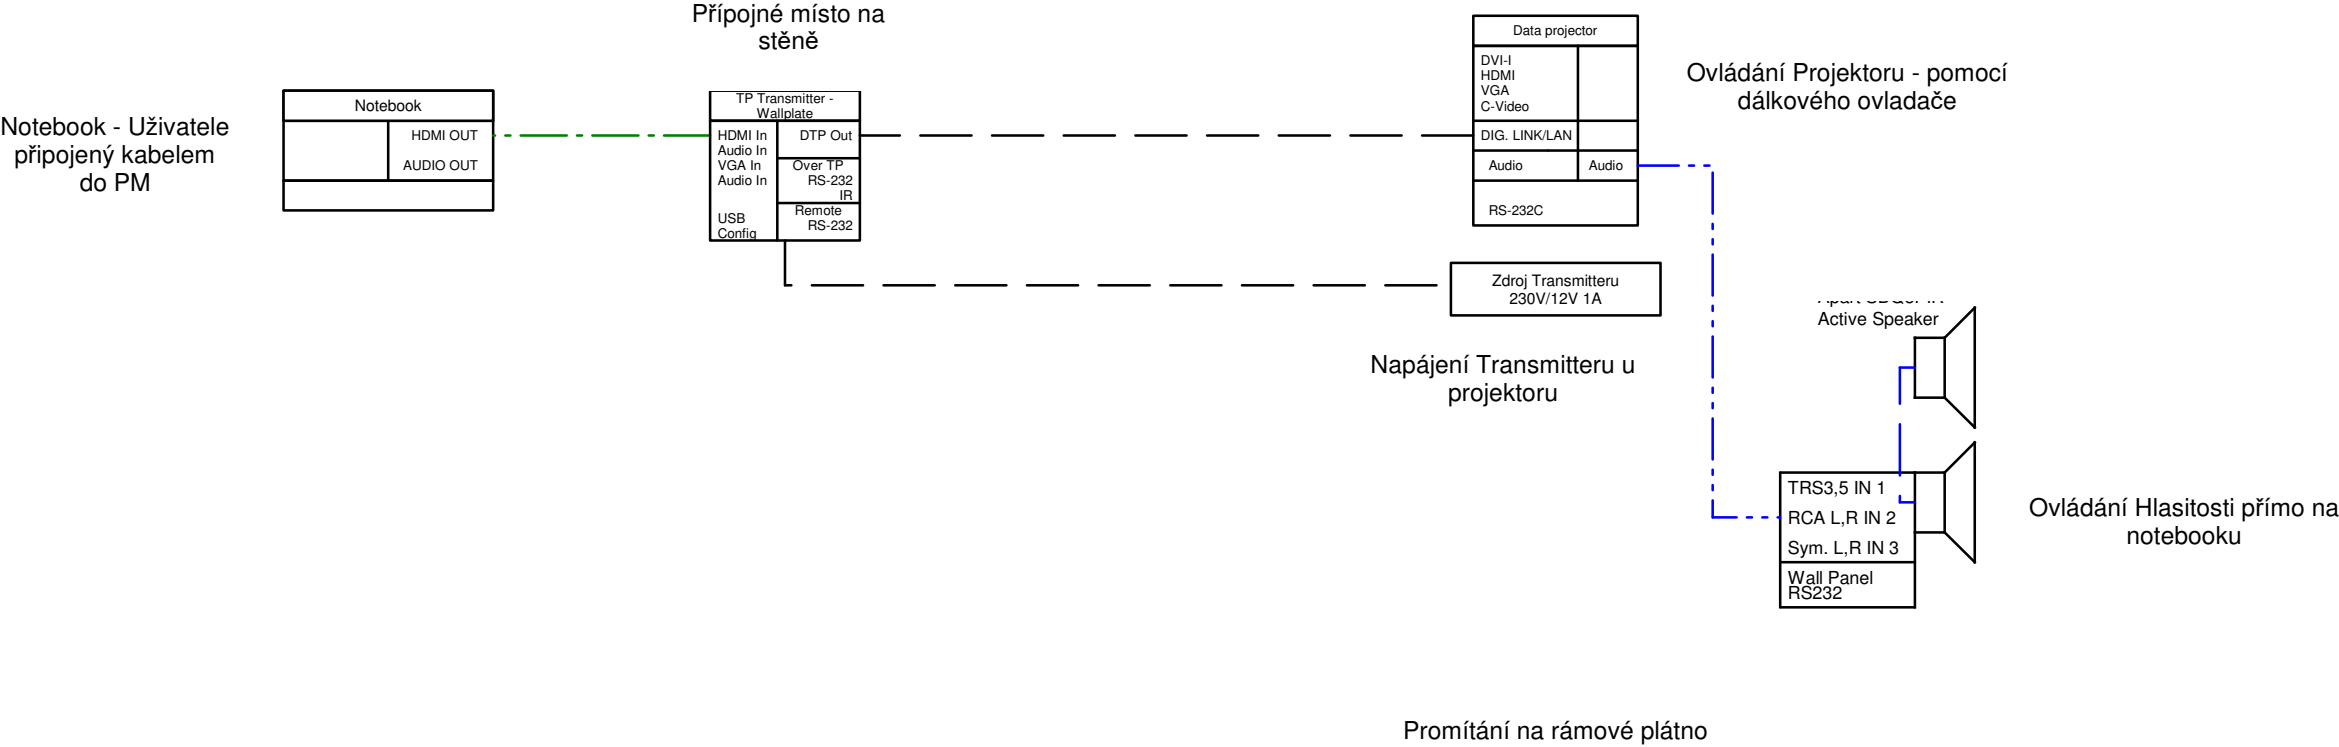 Přípojné místo na
stěně
Notebook - Uživatele
připojený kabelem
do PM
Notebook
HDMI OUT
AUDIO OUT
TP Transmitter -
Wallplate
HDMI In
Audio In
VGA In
Audio In
USB
Config
DTP Out
Over TP
RS-232
IR
Remote
RS-232
Data projector
DVI-I
HDMI
VGA
C-Video
DIG. LINK/LAN
Audio
Audio
RS-232C
Ovládání Projektoru - pomocí
dálkového ovladače
Zdroj Transmitteru
230V/12V 1A
Napájení Transmitteru u
projektoru
Active Speaker
TRS3,5 IN 1
RCA L,R IN 2
Sym. L,R IN 3
Wall Panel
RS232
Ovládání Hlasitosti přímo na
notebooku
Promítání na rámové plátno